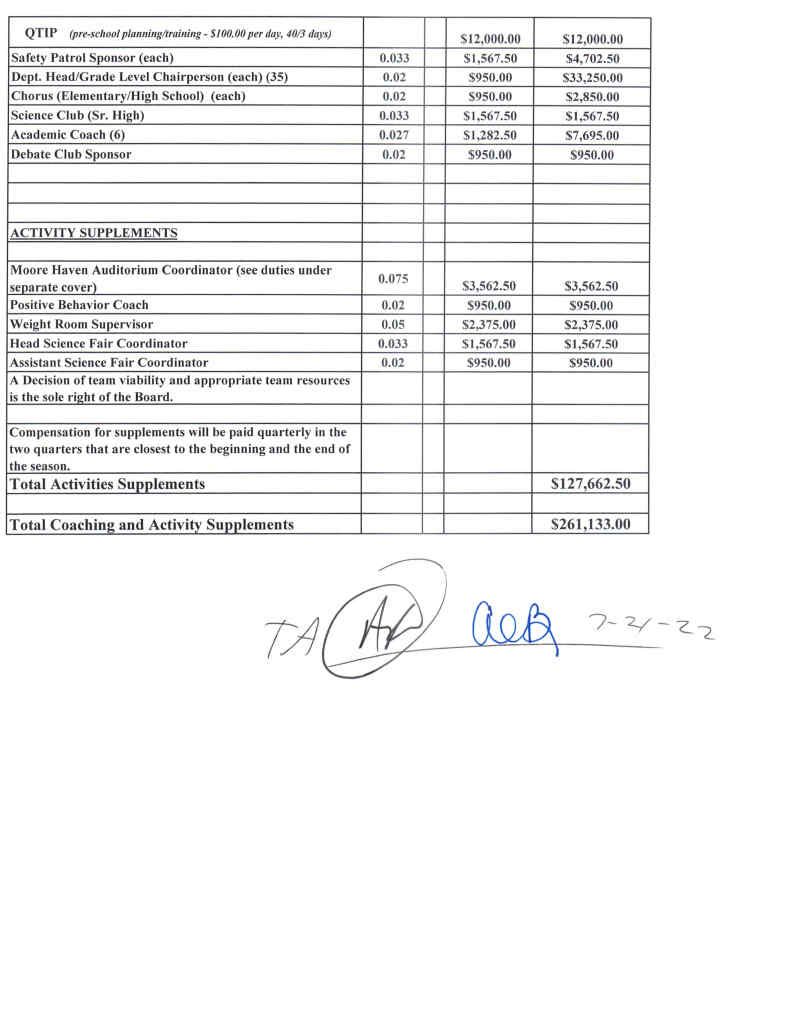 QTIP (pre-school planning/training - $100.00 per day, 40/3 days) $12,000.00 $12,000.00
Safety Patrol Sponsor (each) 0.033 $1,567.50 $4,702.50
Dept. Head/Grade Level Chairperson (each) (35) 0.02 $950.00 $33,250.00
Chorus (Elementary/High School) (each) 0.02 $950.00 $2,850.00
Science Club (Sr. High) 0.033 $1,567.50 $1,567.50
Academic Coach (6) 0.027 $1,282.50 $7,695.00
Debate Club Sponsor 0.02 $950.00 $950.00
ACTIVITY SUPPLEMENTS
Moore Haven Auditorium Coordinator (see duties under
separate cover) 0.075 $3,562.50 $3,562.50
Positive Behavior Coach 0.02 $950.00 $950.00
Weight Room Supervisor 0.05 $2,375.00 $2,375.00
Head Science Fair Coordinator 0.033 $1,567.50 $1,567.50
Assistant Science Fair Coordinator 0.02 $950.00 $950.00
A Decision of team viability and appropriate team resources
is the sole right of the Board.
Compensation for supplements will be paid quarterly in the
two quarters that are closest to the beginning and the end of
the season.
Total Activities Supplements $127,662.50
Total Coaching and Activity Supplements $261,133.00
TA 7-21-22